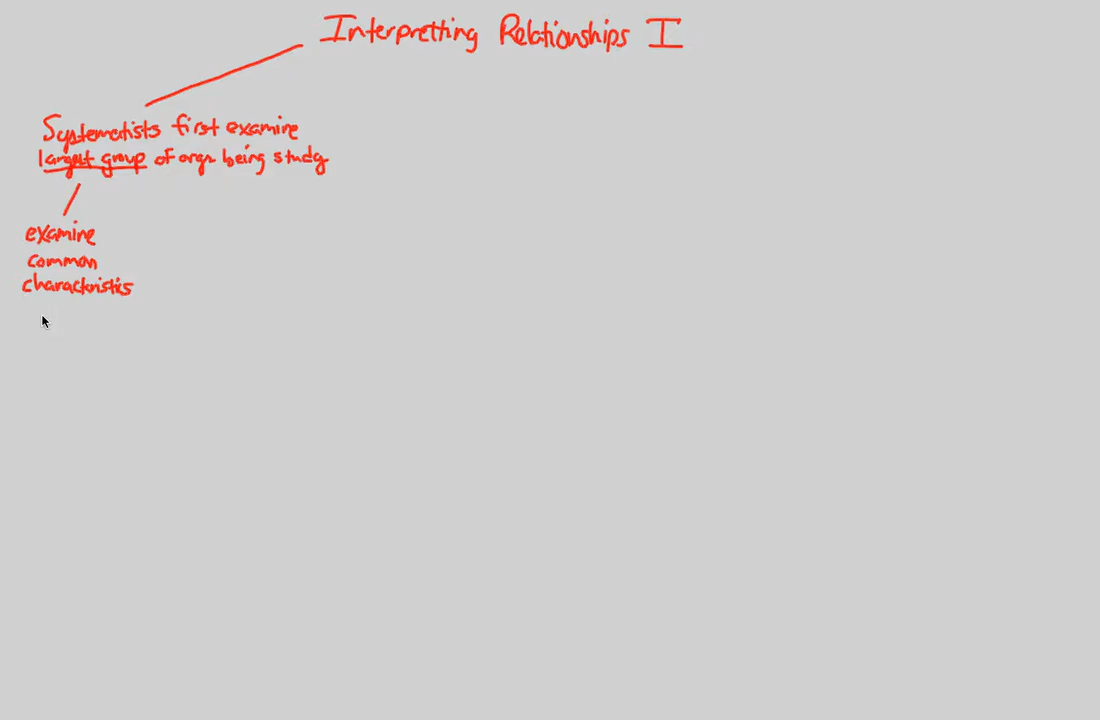 Interpretting Relationships I
Systematists first examine
largest group of orgs being study
examine
common
characteristics